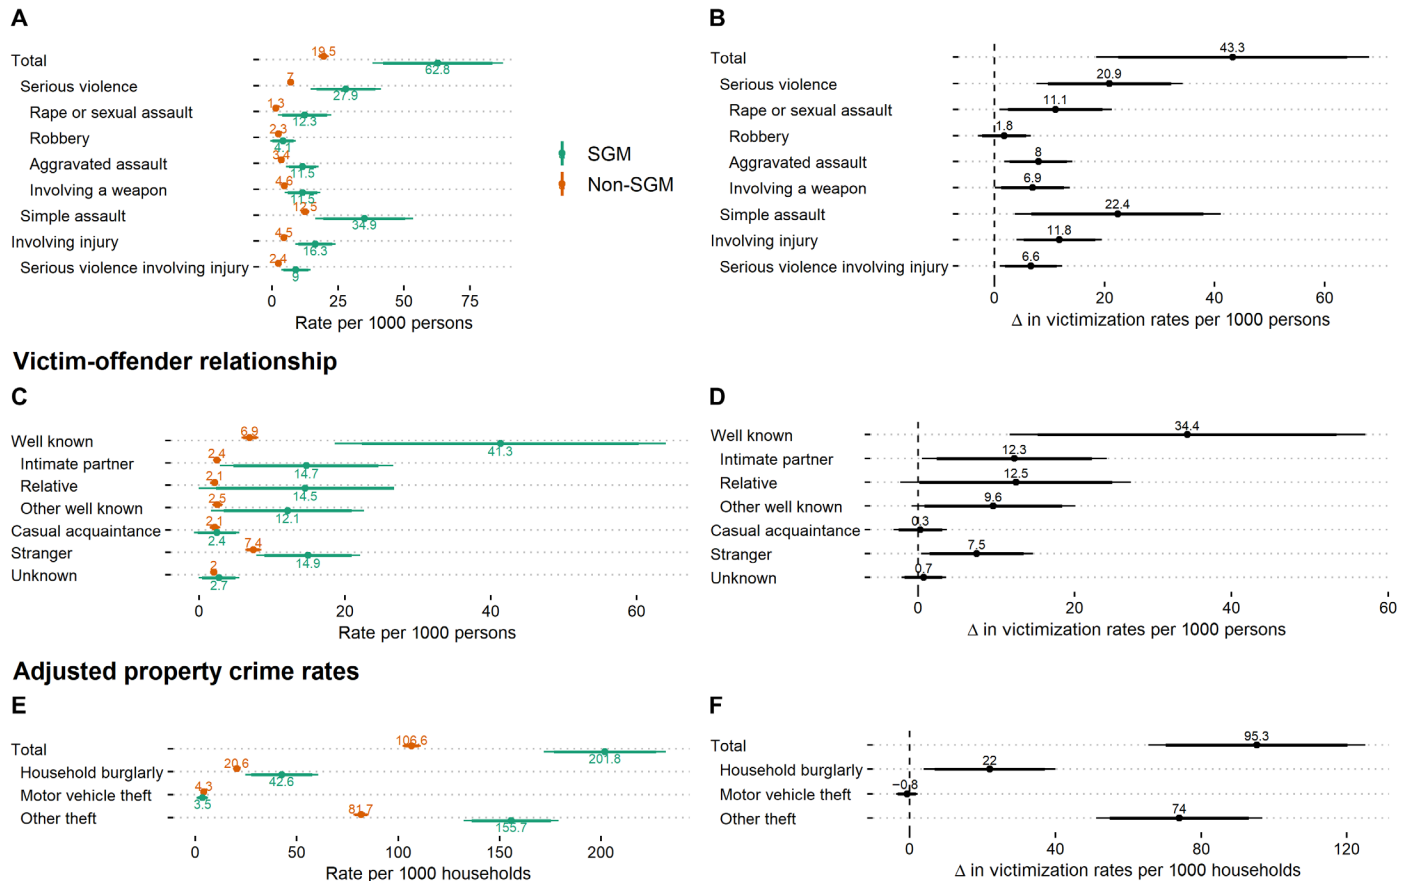 A
B
Total
19.5
62.8
Serious violence
7
27.9
Rape or sexual assault
1.3
12.3
Robbery
2.3
4.1
Aggravated assault
3.4
11.5
Involving a weapon
4.6
11.5
Simple assault
12.5
34.9
Involving injury
4.5
16.3
Serious violence involving injury
2.4
9
0 25 50 75
Rate per 1000 persons
SGM
Non-SGM
Total
43.3
Serious violence
20.9
Rape or sexual assault
11.1
Robbery
1.8
Aggravated assault
8
Involving a weapon
6.9
Simple assault
22.4
Involving injury
11.8
Serious violence involving injury
6.6
0 20 40 60
Δ in victimization rates per 1000 persons
Victim-offender relationship
C
D
Well known
6.9
41.3
Intimate partner
2.4
14.7
Relative
2.1
14.5
Other well known
2.5
12.1
Casual acquaintance
2.1
2.4
Stranger
7.4
14.9
Unknown
2
2.7
0 20 40 60
Rate per 1000 persons
Well known
34.4
Intimate partner
12.3
Relative
12.5
Other well known
9.6
Casual acquaintance
0.3
Stranger
7.5
Unknown
0.7
0 20 40 60
Δ in victimization rates per 1000 persons
Adjusted property crime rates
E
F
Total
106.6
201.8
Household burglarly
20.6
42.6
Motor vehicle theft
4.3
3.5
Other theft
81.7
155.7
0 50 100 150 200
Rate per 1000 households
Total
95.3
Household burglarly
22
Motor vehicle theft
−0.8
Other theft
74
0 40 80 120
Δ in victimization rates per 1000 households